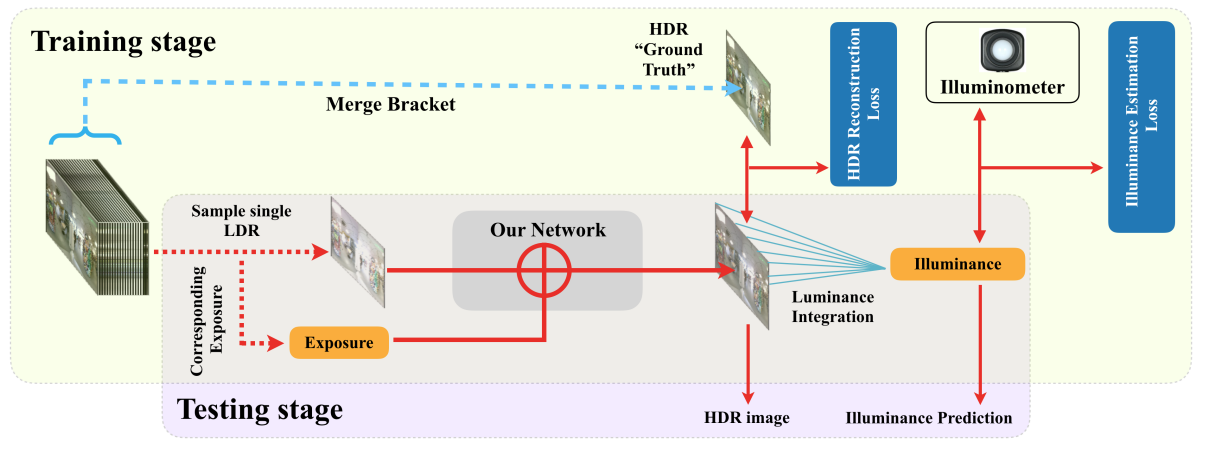 Training stage
HDR
“Ground
Truth”
Merge Bracket
HDR Reconstruction
Loss
Illuminometer
Illuminance Estimation
Loss
Sample single
LDR
Our Network
Corresponding
Exposure
Exposure
Luminance
Integration
Illuminance
Testing stage
HDR image
Illuminance Prediction